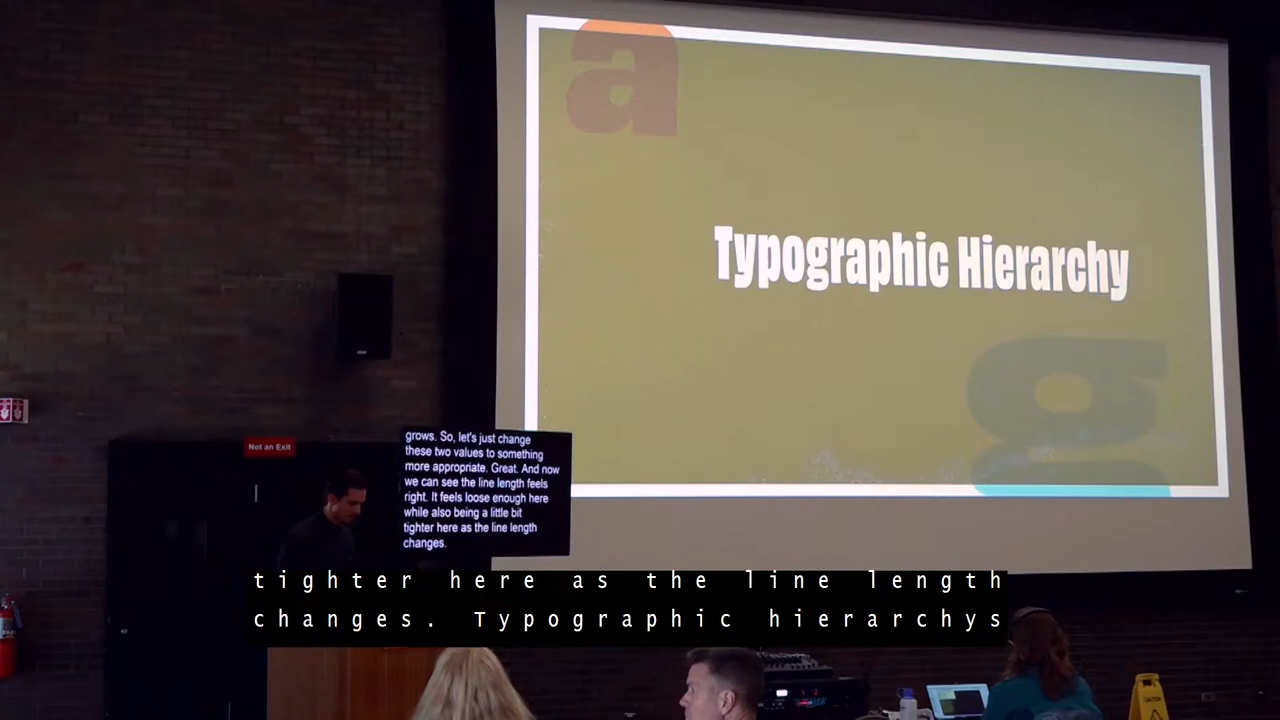 a
Typographic Hierarchy
g
Not an Exit
grows. So, let's just change
these two values to something
more appropriate. Great. And now
we can see the line length feels
right. It feels loose enough here
while also being a little bit
tighter here as the line length
changes.
tighter here as the line length
changes. Typographic hierarchys
CAUTION